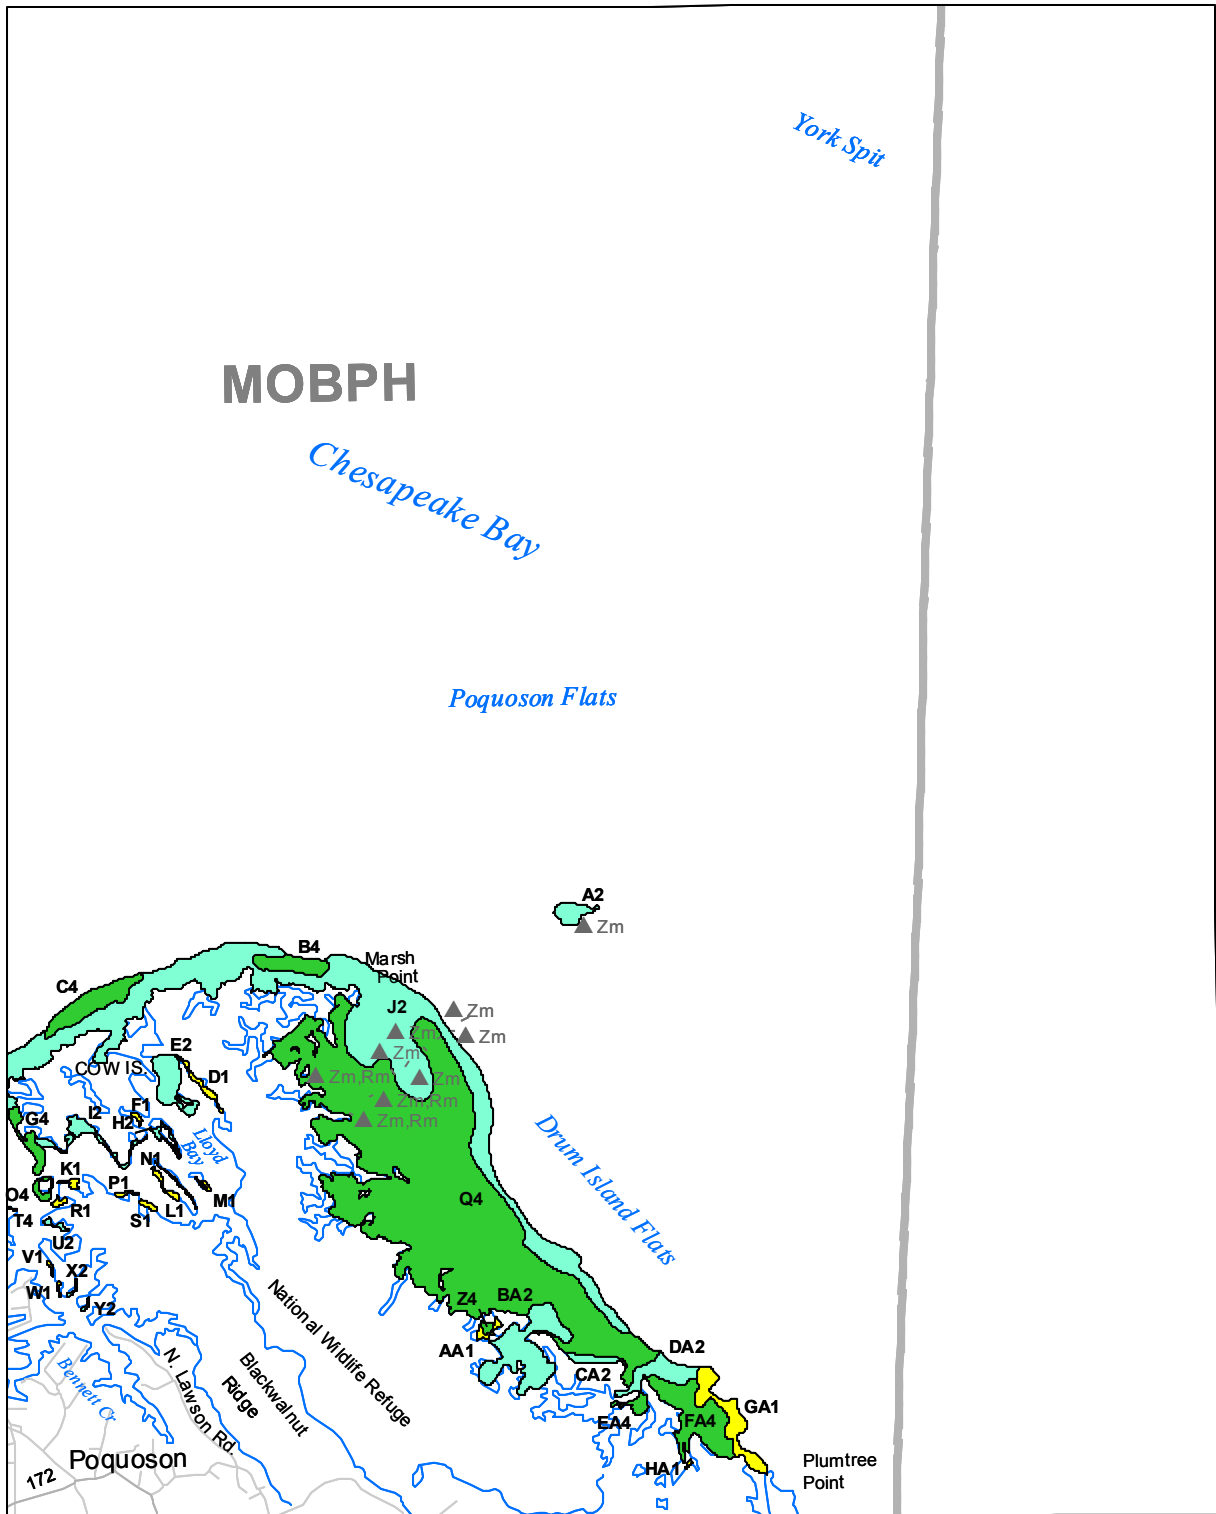 York Spit
MOBPH
Chesapeake Bay
Poquoson Flats
A2
Zm
B4
Marsh
Point
C4
J2
Zm
Zm
Zm
Zm
E2
COW IS.
D1
Zm,Rm
Zm
Zm,Rm
Zm,Rm
F1
G4
I2
H2
Lloyd
Bay
Drum Island Flats
N1
K1
P1
M1
O4
Q4
R1
L1
T4
S1
U2
V1
X2
W1
Y2
Z4
BA2
AA1
DA2
CA2
National Wildlife Refuge
Blackwalnut
Ridge
N. Lawson Rd.
Bennett Cr
EA4
FA4
GA1
HA1
Poquoson
172
Plumtree
Point